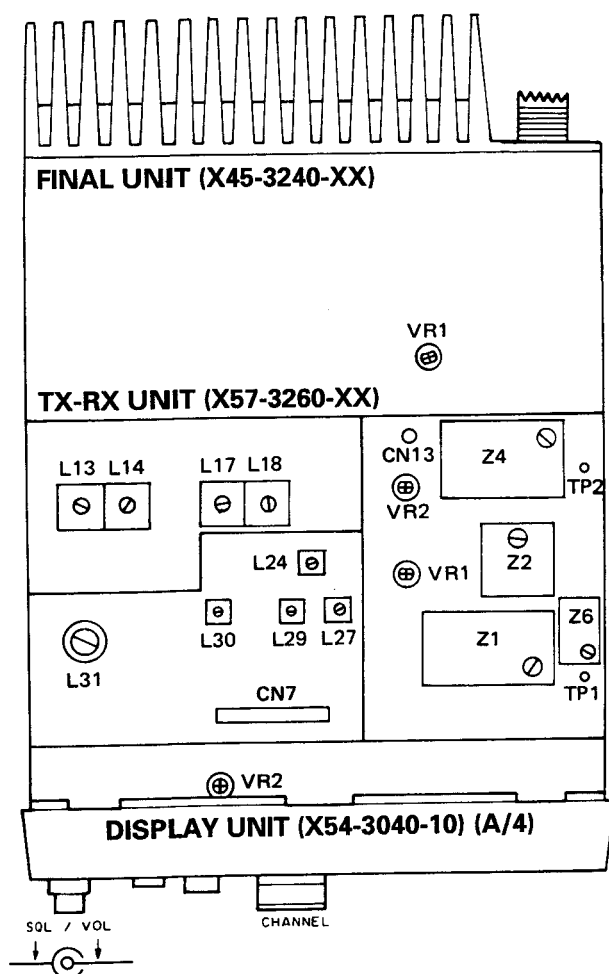 FINAL UNIT (X45-3240-XX)
VR1
TX-RX UNIT (X57-3260-XX)
L13 L14
L17 L18
CN13
Z4
TP2
VR2
L24
VR1
Z2
L30
L29
L27
Z6
L31
Z1
CN7
TP1
VR2
DISPLAY UNIT (X54-3040-10) (A/4)
SQL / VOL
CHANNEL